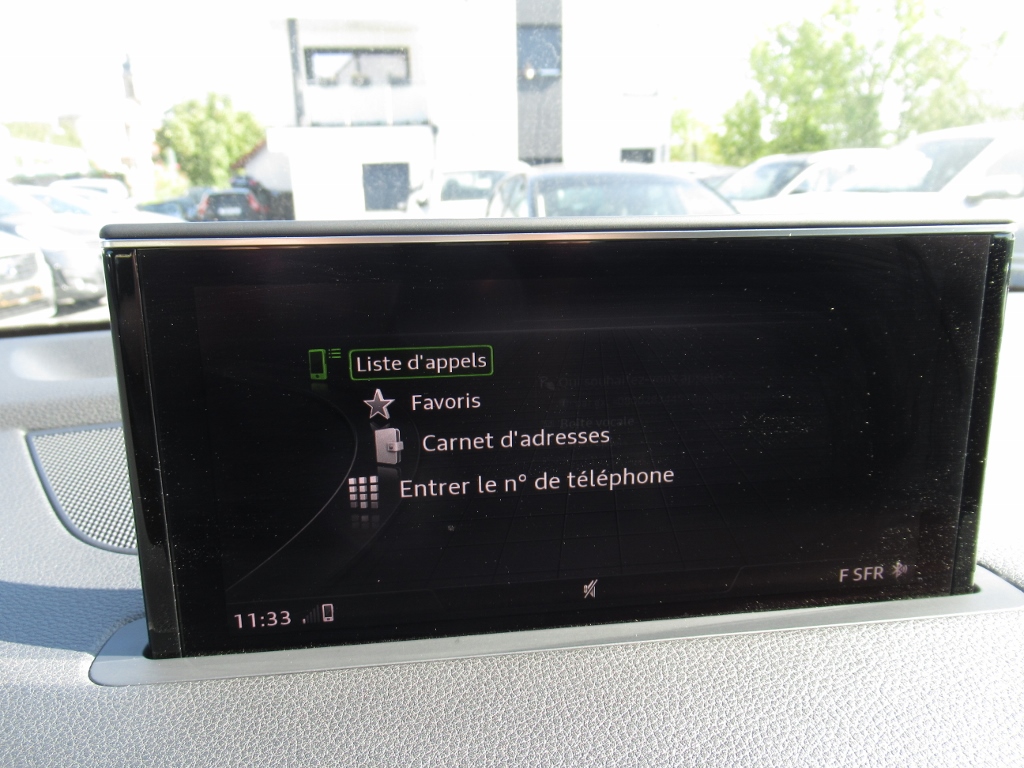 Liste d'appels
Favoris
Carnet d'adresses
Entrer le n° de téléphone
11:33
F SFR